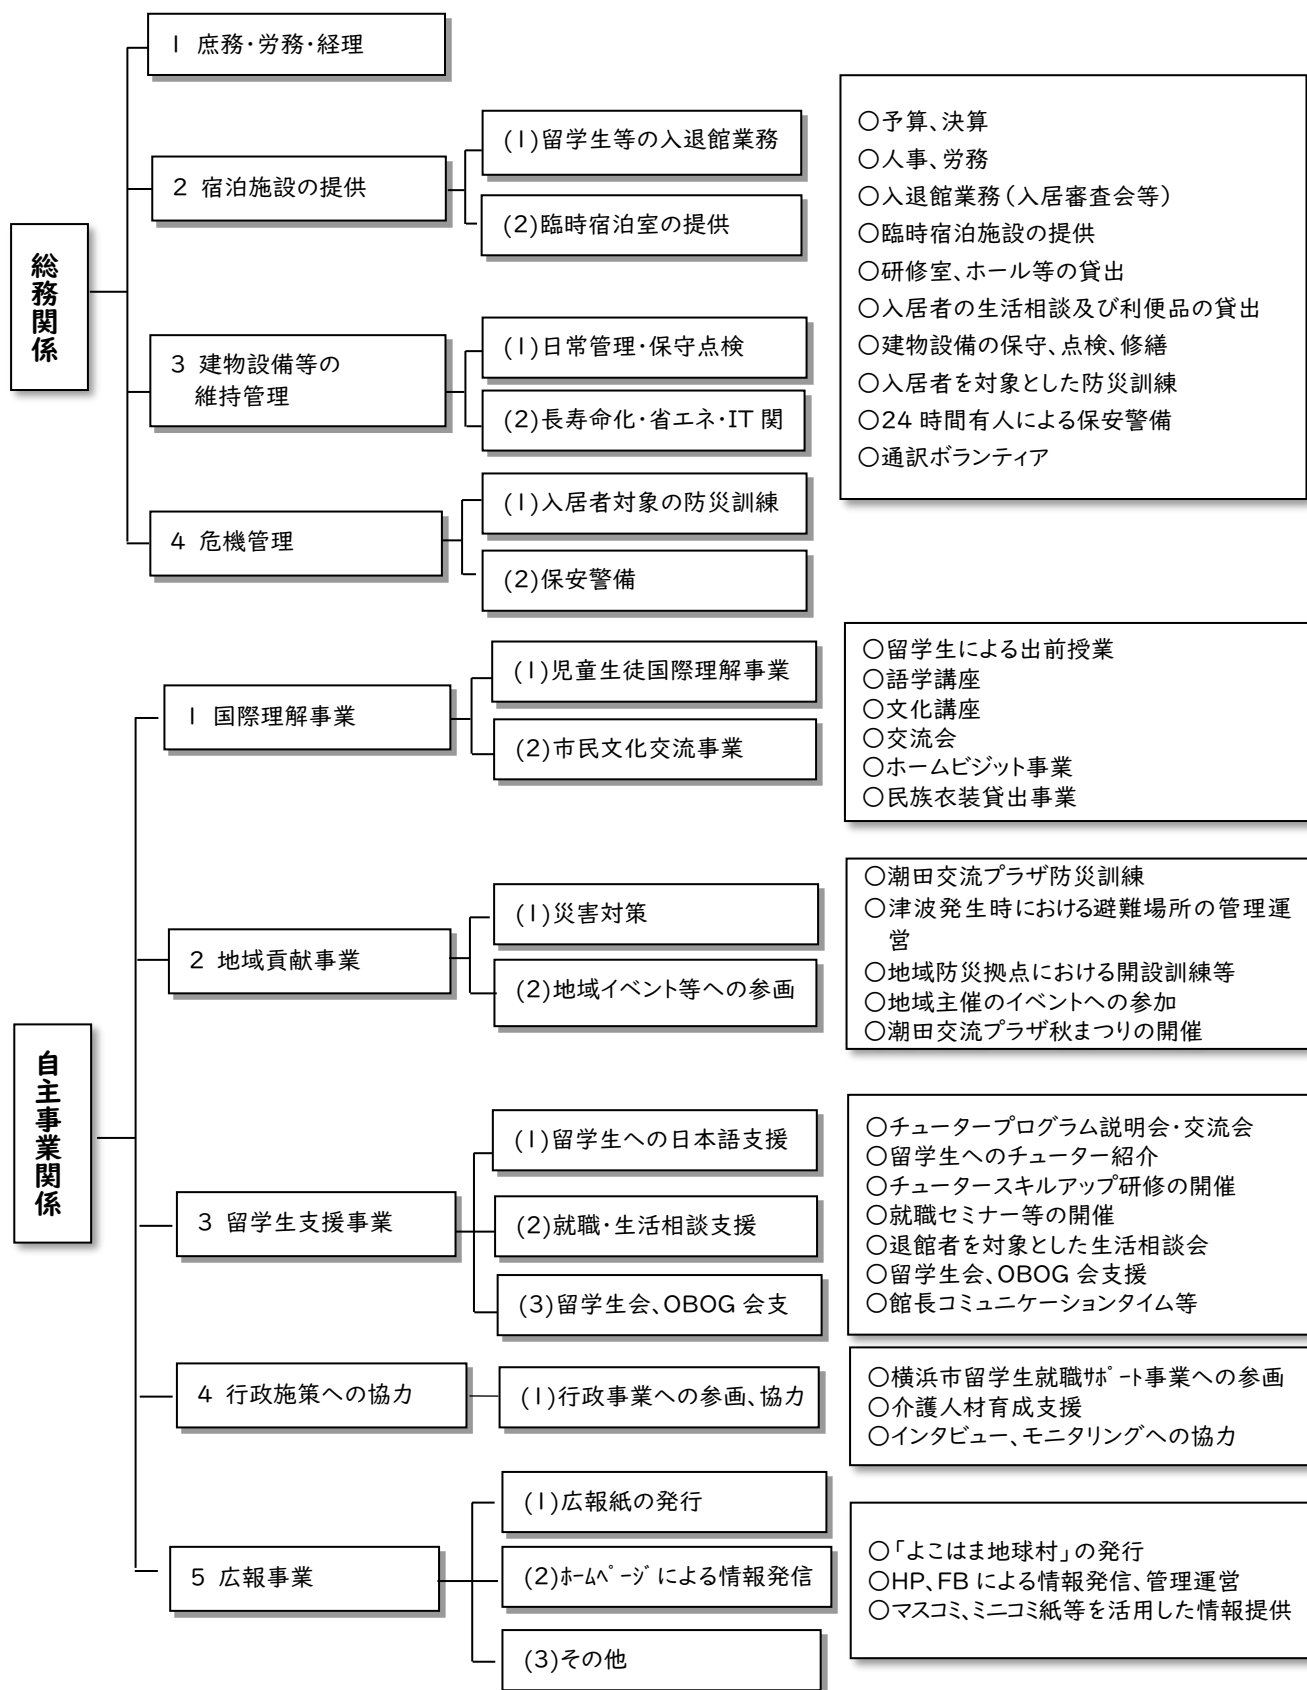 総務関係
1 庶務・労務・経理
2 宿泊施設の提供
(1)留学生等の入退館業務
(2)臨時宿泊室の提供
3 建物設備等の
維持管理
(1)日常管理・保守点検
(2)長寿命化・省エネ・IT 関
4 危機管理
(1)入居者対象の防災訓練
(2)保安警備
○予算、決算
○人事、労務
○入退館業務(入居審査会等)
○臨時宿泊施設の提供
○研修室、ホール等の貸出
○入居者の生活相談及び利便品の貸出
○建物設備の保守、点検、修繕
○入居者を対象とした防災訓練
○24 時間有人による保安警備
○通訳ボランティア
自主事業関係
1 国際理解事業
(1)児童生徒国際理解事業
(2)市民文化交流事業
○留学生による出前授業
○語学講座
○文化講座
○交流会
○ホームビジット事業
○民族衣装貸出事業
2 地域貢献事業
(1)災害対策
(2)地域イベント等への参画
○潮田交流プラザ防災訓練
○津波発生時における避難場所の管理運
営
○地域防災拠点における開設訓練等
○地域主催のイベントへの参加
○潮田交流プラザ秋まつりの開催
3 留学生支援事業
(1)留学生への日本語支援
(2)就職・生活相談支援
(3)留学生会、OBOG 会支
○チュータープログラム説明会・交流会
○留学生へのチューター紹介
○チュータースキルアップ研修の開催
○就職セミナー等の開催
○退館者を対象とした生活相談会
○留学生会、OBOG 会支援
○館長コミュニケーションタイム等
4 行政施策への協力
(1)行政事業への参画、協力
○横浜市留学生就職ｻﾎﾟｰﾄ事業への参画
○介護人材育成支援
○インタビュー、モニタリングへの協力
5 広報事業
(1)広報紙の発行
(2)ﾎｰﾑﾍﾟｰｼﾞによる情報発信
(3)その他
○「よこはま地球村」の発行
○HP、FB による情報発信、管理運営
○マスコミ、ミニコミ紙等を活用した情報提供